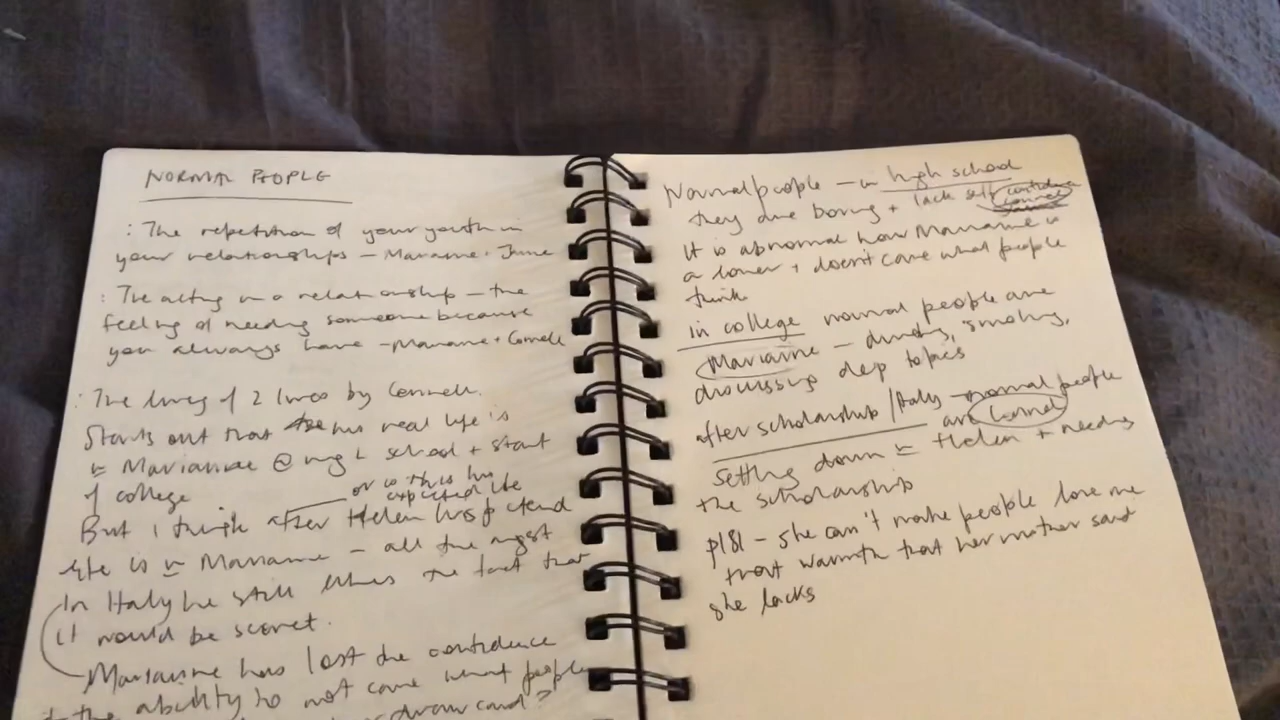 NORMAL PEOPLE
: The repetition of your youth in
your relationships – Marianne + Jamie
: The acting in a relationship – the
feeling of needing someone because
you always have – Marianne + Connell
: The living of 2 lives by Connell.
Starts out that his real life is
Marianne @ high school + start
of college
or is this his
expected life
But I think after Helen his pretend
life is Marianne – all the
In Italy he still likes the fact that
it would be secret.
Marianne has lost the confidence
the ability to not care what people
draw card?
Normal people – in high school
they are boring + lack self
It is abnormal how Marianne is
a loner + doesn't care what people
think
in college normal people are
Marianne – drinking, smoking,
discussing deep topics
after scholarship / Italy – normal people
are Connel
settling down Helen + needing
the scholarship
p181 – she can't make people love me
that warmth that her mother said
she lacks